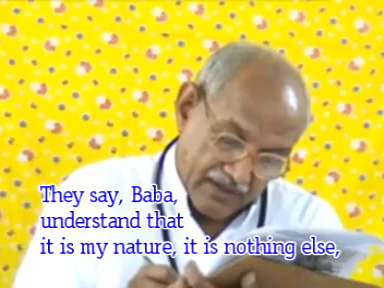 They say, Baba,
understand that
it is my nature, it is nothing else,